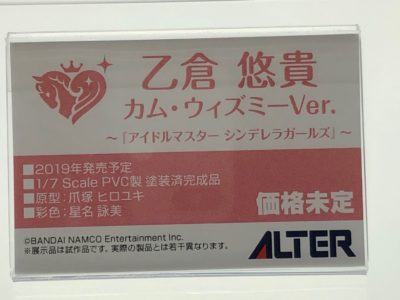 乙倉 悠貴
カム・ウィズミーVer.
～「アイドルマスター シンデレラガールズ」～
■2019年発売予定
■1/7 Scale PVC製 塗装済完成品
■原型：爪塚 ヒロユキ
■彩色：星名 詠美
価格未定
©BANDAI NAMCO Entertainment Inc.
※展示品は試作品です。実際の製品とは若干異なります。
ALTER